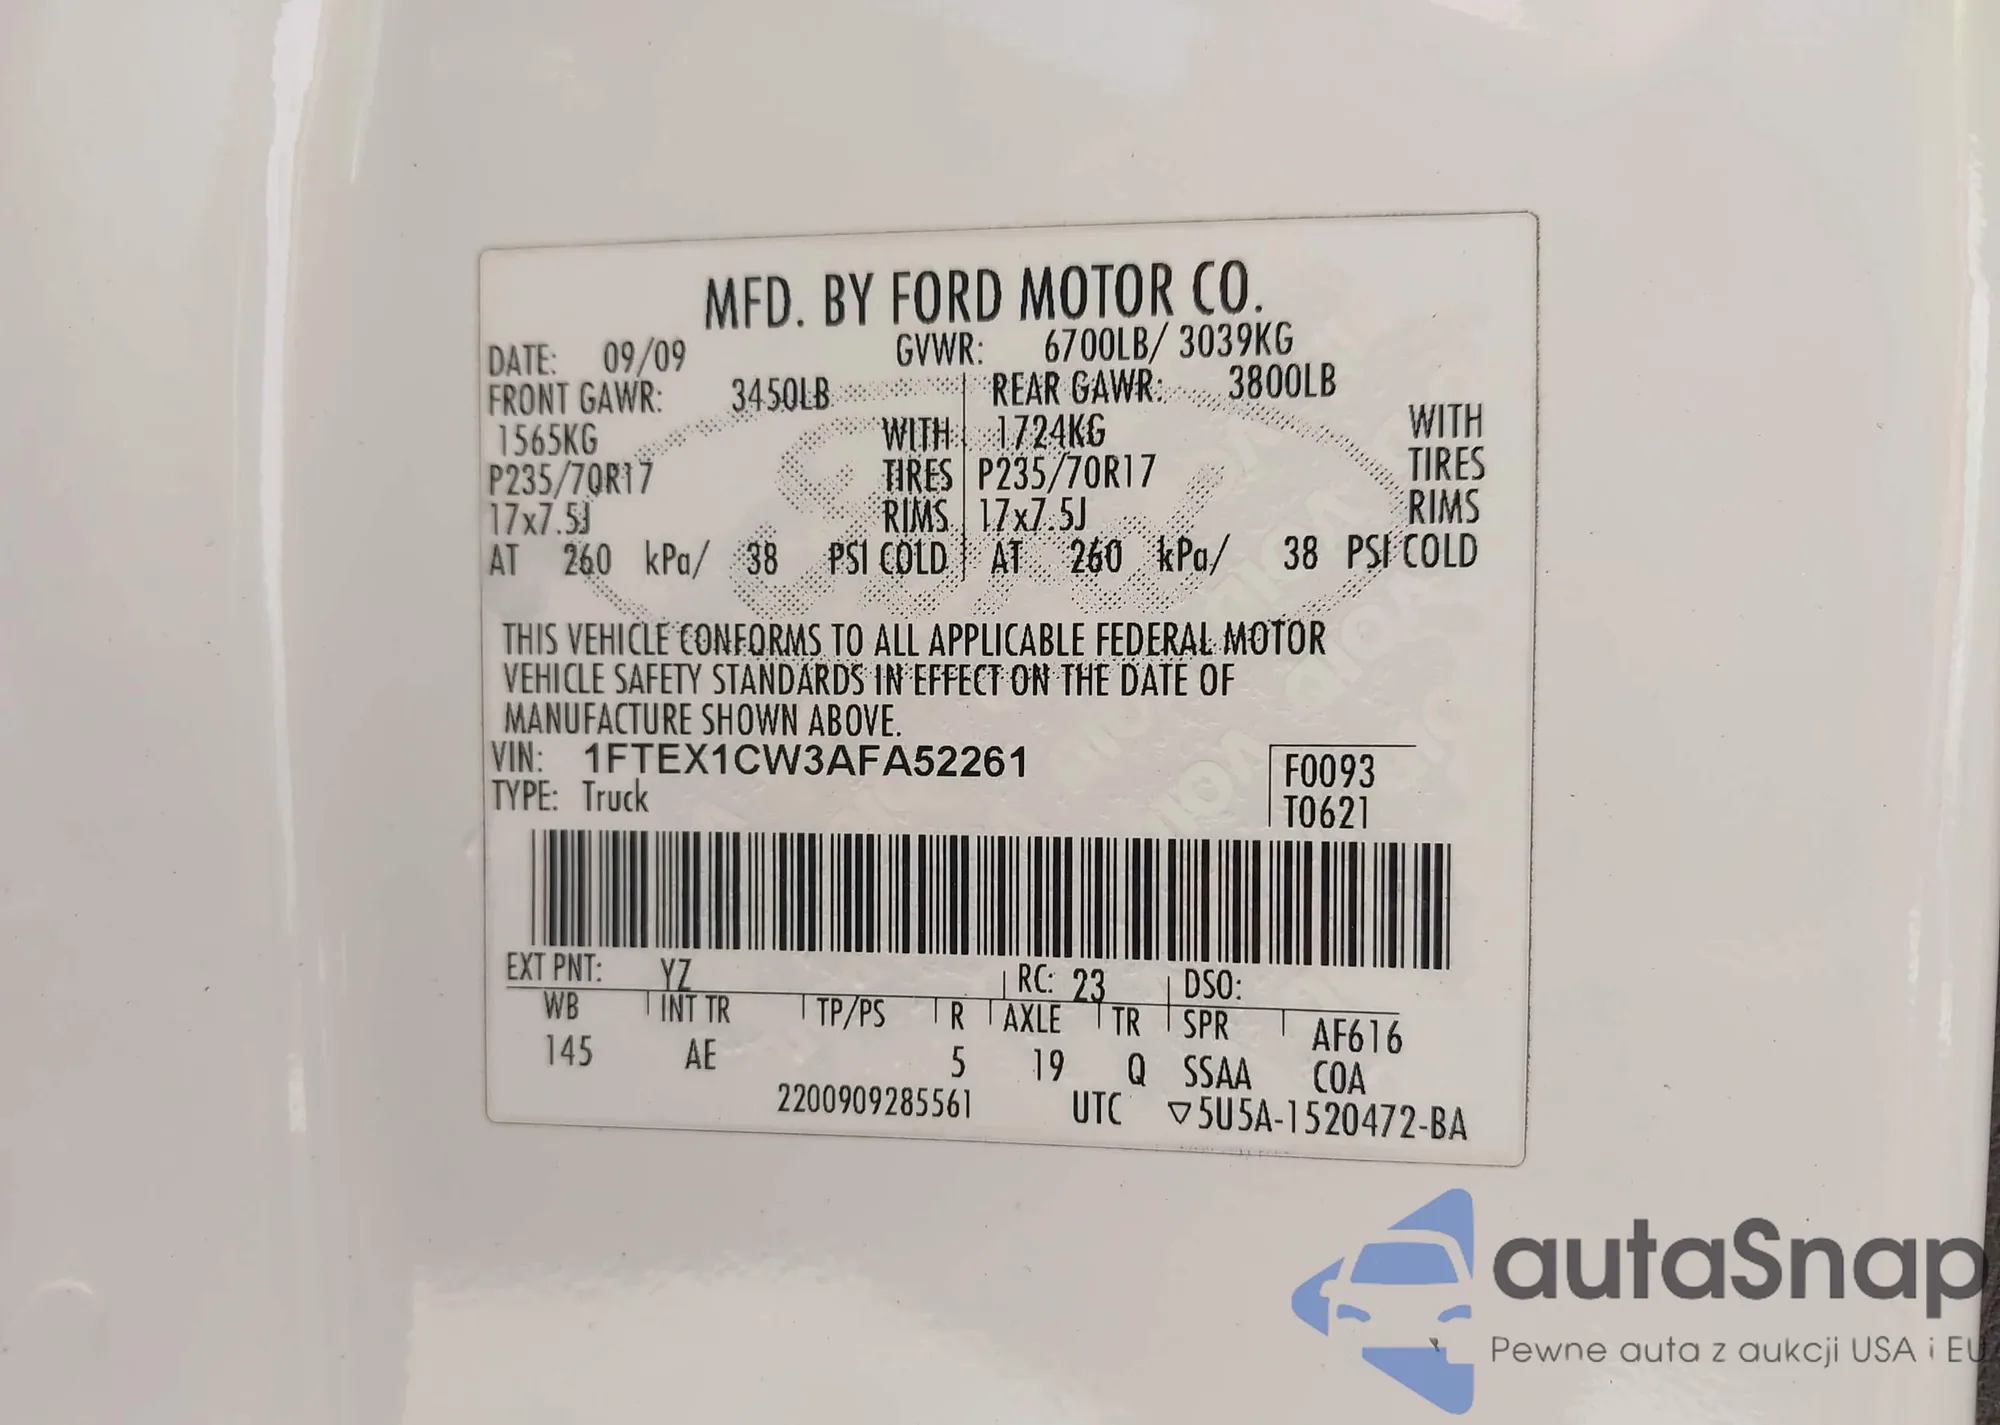 MFD. BY FORD MOTOR CO.
DATE: 09/09 GVWR: 6700LB/ 3039KG
FRONT GAWR: 3450LB REAR GAWR: 3800LB
1565KG WITH 1724KG WITH
P235/70R17 TIRES P235/70R17 TIRES
17x7.5J RIMS 17x7.5J RIMS
AT 260 kPa/ 38 PSI COLD AT 260 kPa/ 38 PSI COLD
THIS VEHICLE CONFORMS TO ALL APPLICABLE FEDERAL MOTOR
VEHICLE SAFETY STANDARDS IN EFFECT ON THE DATE OF
MANUFACTURE SHOWN ABOVE.
VIN: 1FTEX1CW3AFA52261
TYPE: Truck
F0093
T0621
EXT PNT: YZ RC: 23 DSO:
WB INT TR TP/PS R AXLE TR SPR AF616
145 AE 5 19 Q SSAA COA
2200909285561 UTC ▽5U5A-1520472-BA
autaSnap
Pewne auta z aukcji USA i EU